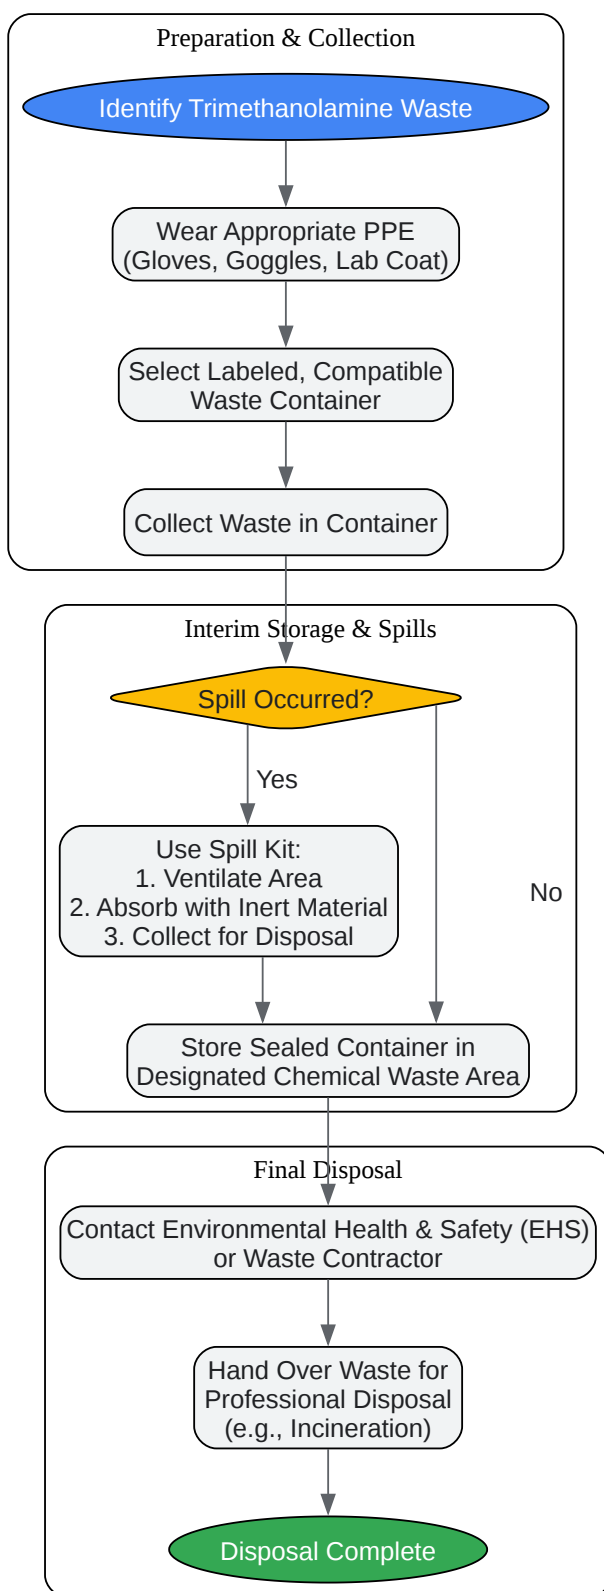 Preparation & Collection
Identify Trimethanolamine Waste
Wear Appropriate PPE
(Gloves, Goggles, Lab Coat)
Select Labeled, Compatible
Waste Container
Collect Waste in Container
Interim Storage & Spills
Spill Occurred?
Yes
Use Spill Kit:
1. Ventilate Area
2. Absorb with Inert Material
3. Collect for Disposal
No
Store Sealed Container in
Designated Chemical Waste Area
Final Disposal
Contact Environmental Health & Safety (EHS)
or Waste Contractor
Hand Over Waste for
Professional Disposal
(e.g., Incineration)
Disposal Complete